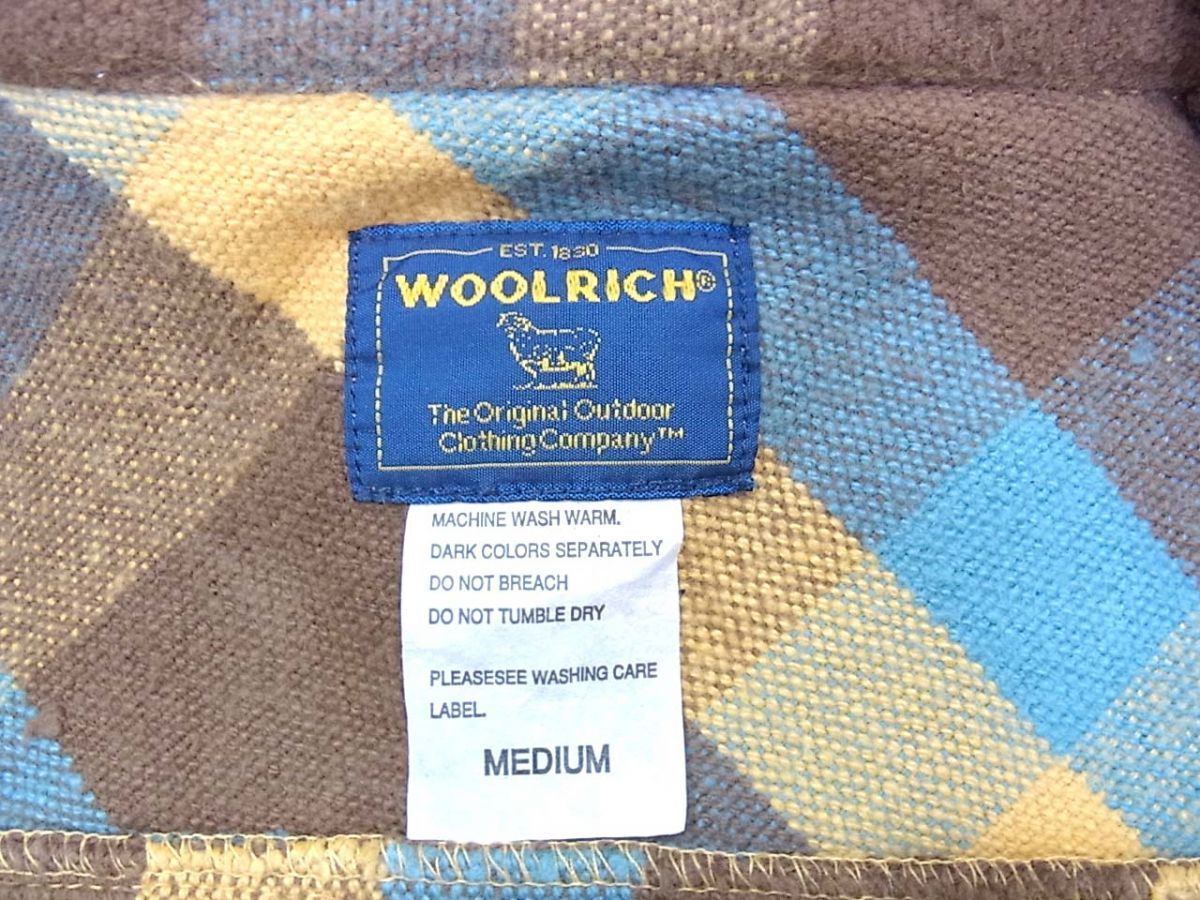 EST. 1830
WOOLRICH®
The Original Outdoor
Clothing Company™
MACHINE WASH WARM.
DARK COLORS SEPARATELY
DO NOT BREACH
DO NOT TUMBLE DRY
PLEASESEE WASHING CARE
LABEL.
MEDIUM